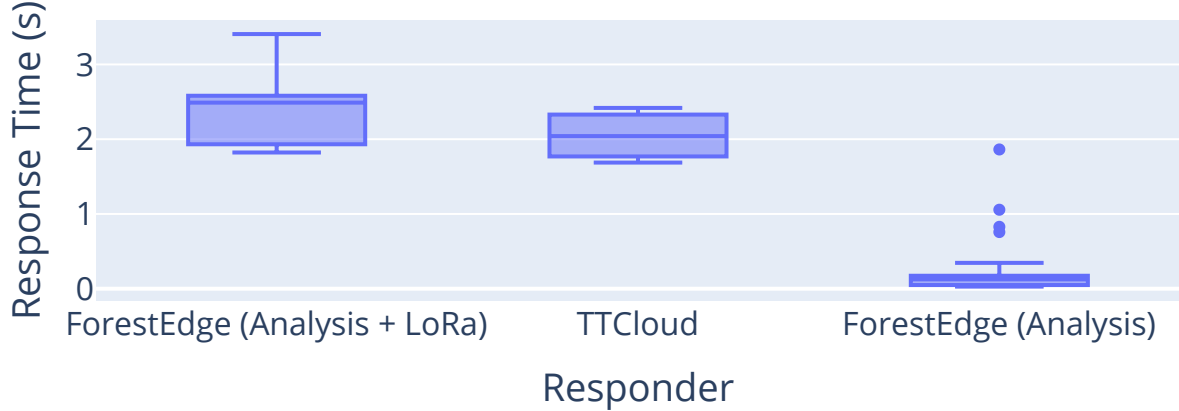 Response Time (s)
3
2
1
0
ForestEdge (Analysis + LoRa)
TTCloud
ForestEdge (Analysis)
Responder